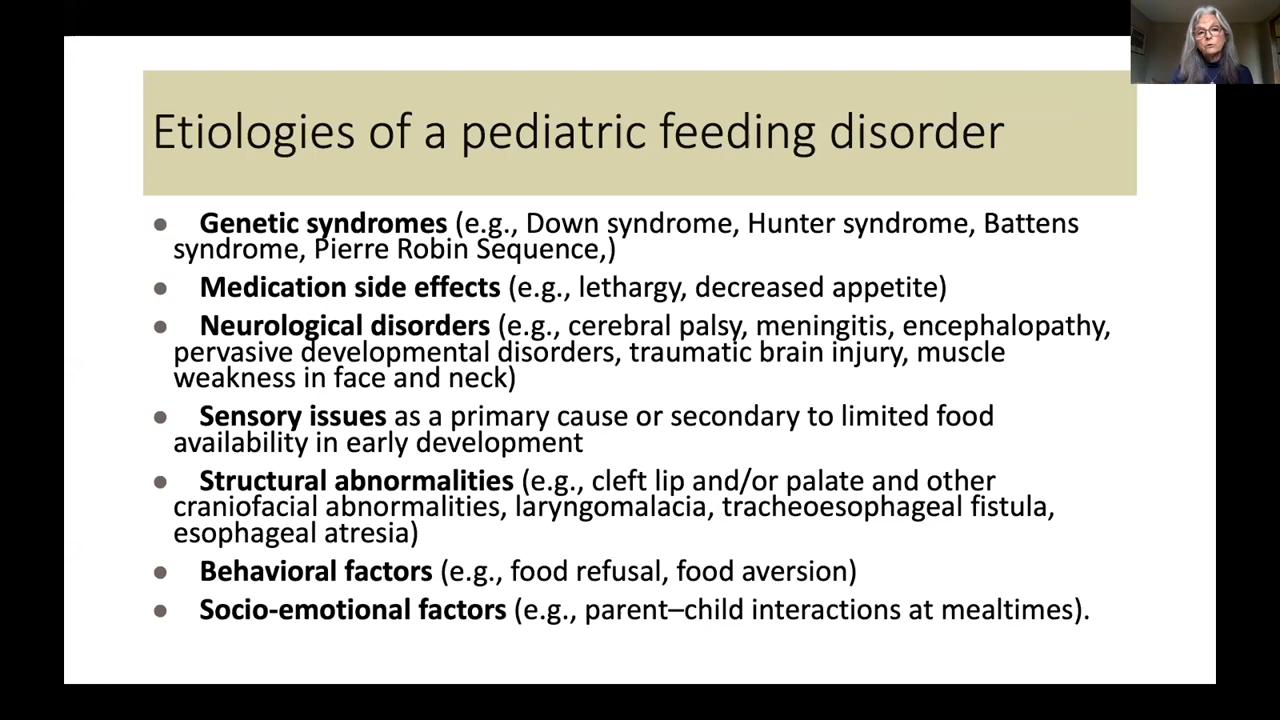 Etiologies of a pediatric feeding disorder
● Genetic syndromes (e.g., Down syndrome, Hunter syndrome, Battens
syndrome, Pierre Robin Sequence,)
● Medication side effects (e.g., lethargy, decreased appetite)
● Neurological disorders (e.g., cerebral palsy, meningitis, encephalopathy,
pervasive developmental disorders, traumatic brain injury, muscle
weakness in face and neck)
● Sensory issues as a primary cause or secondary to limited food
availability in early development
● Structural abnormalities (e.g., cleft lip and/or palate and other
craniofacial abnormalities, laryngomalacia, tracheoesophageal fistula,
esophageal atresia)
● Behavioral factors (e.g., food refusal, food aversion)
● Socio-emotional factors (e.g., parent–child interactions at mealtimes).